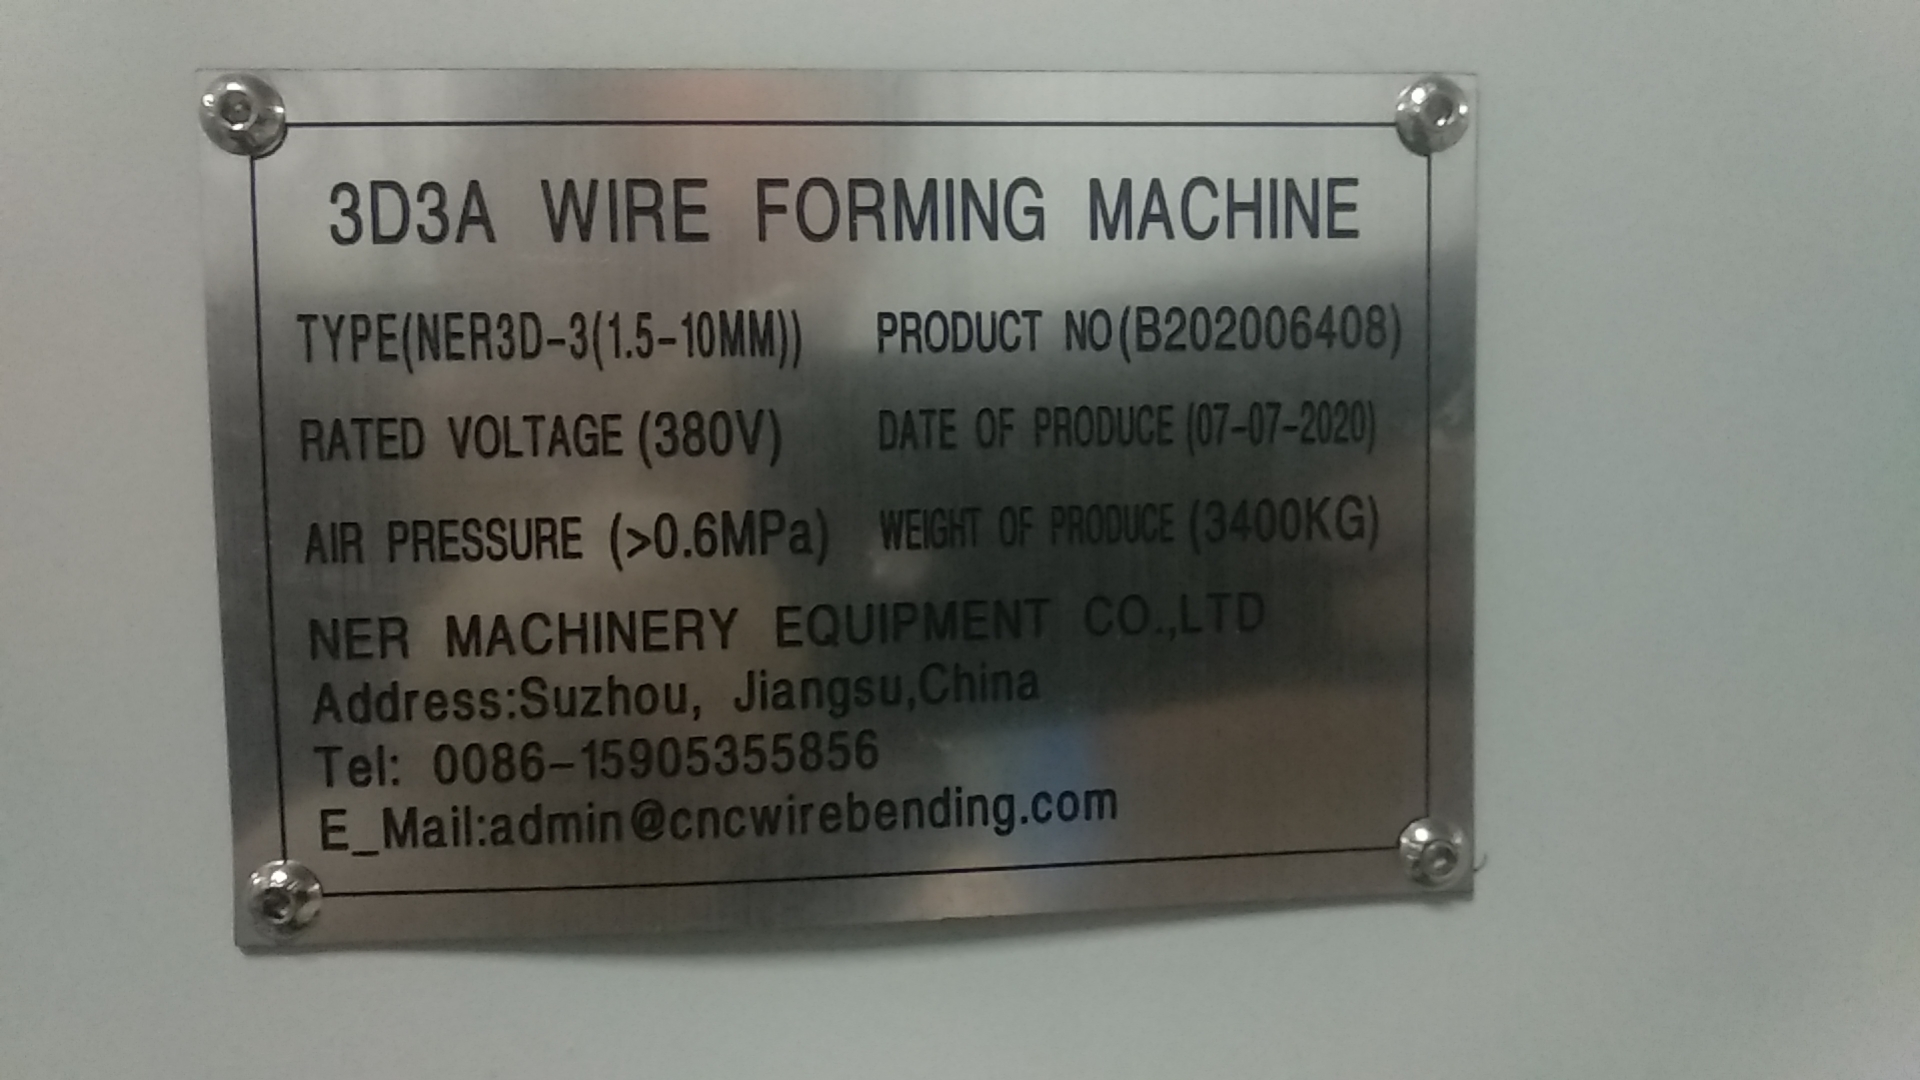 3D3A WIRE FORMING MACHINE
TYPE(NER3D-3(1.5-10MM)) PRODUCT NO(B202006408)
RATED VOLTAGE (380V) DATE OF PRODUCE (07-07-2020)
AIR PRESSURE (>0.6MPa) WEIGHT OF PRODUCE (3400KG)
NER MACHINERY EQUIPMENT CO.,LTD
Address:Suzhou, Jiangsu,China
Tel: 0086-15905355856
E_Mail:admin@cncwirebending.com